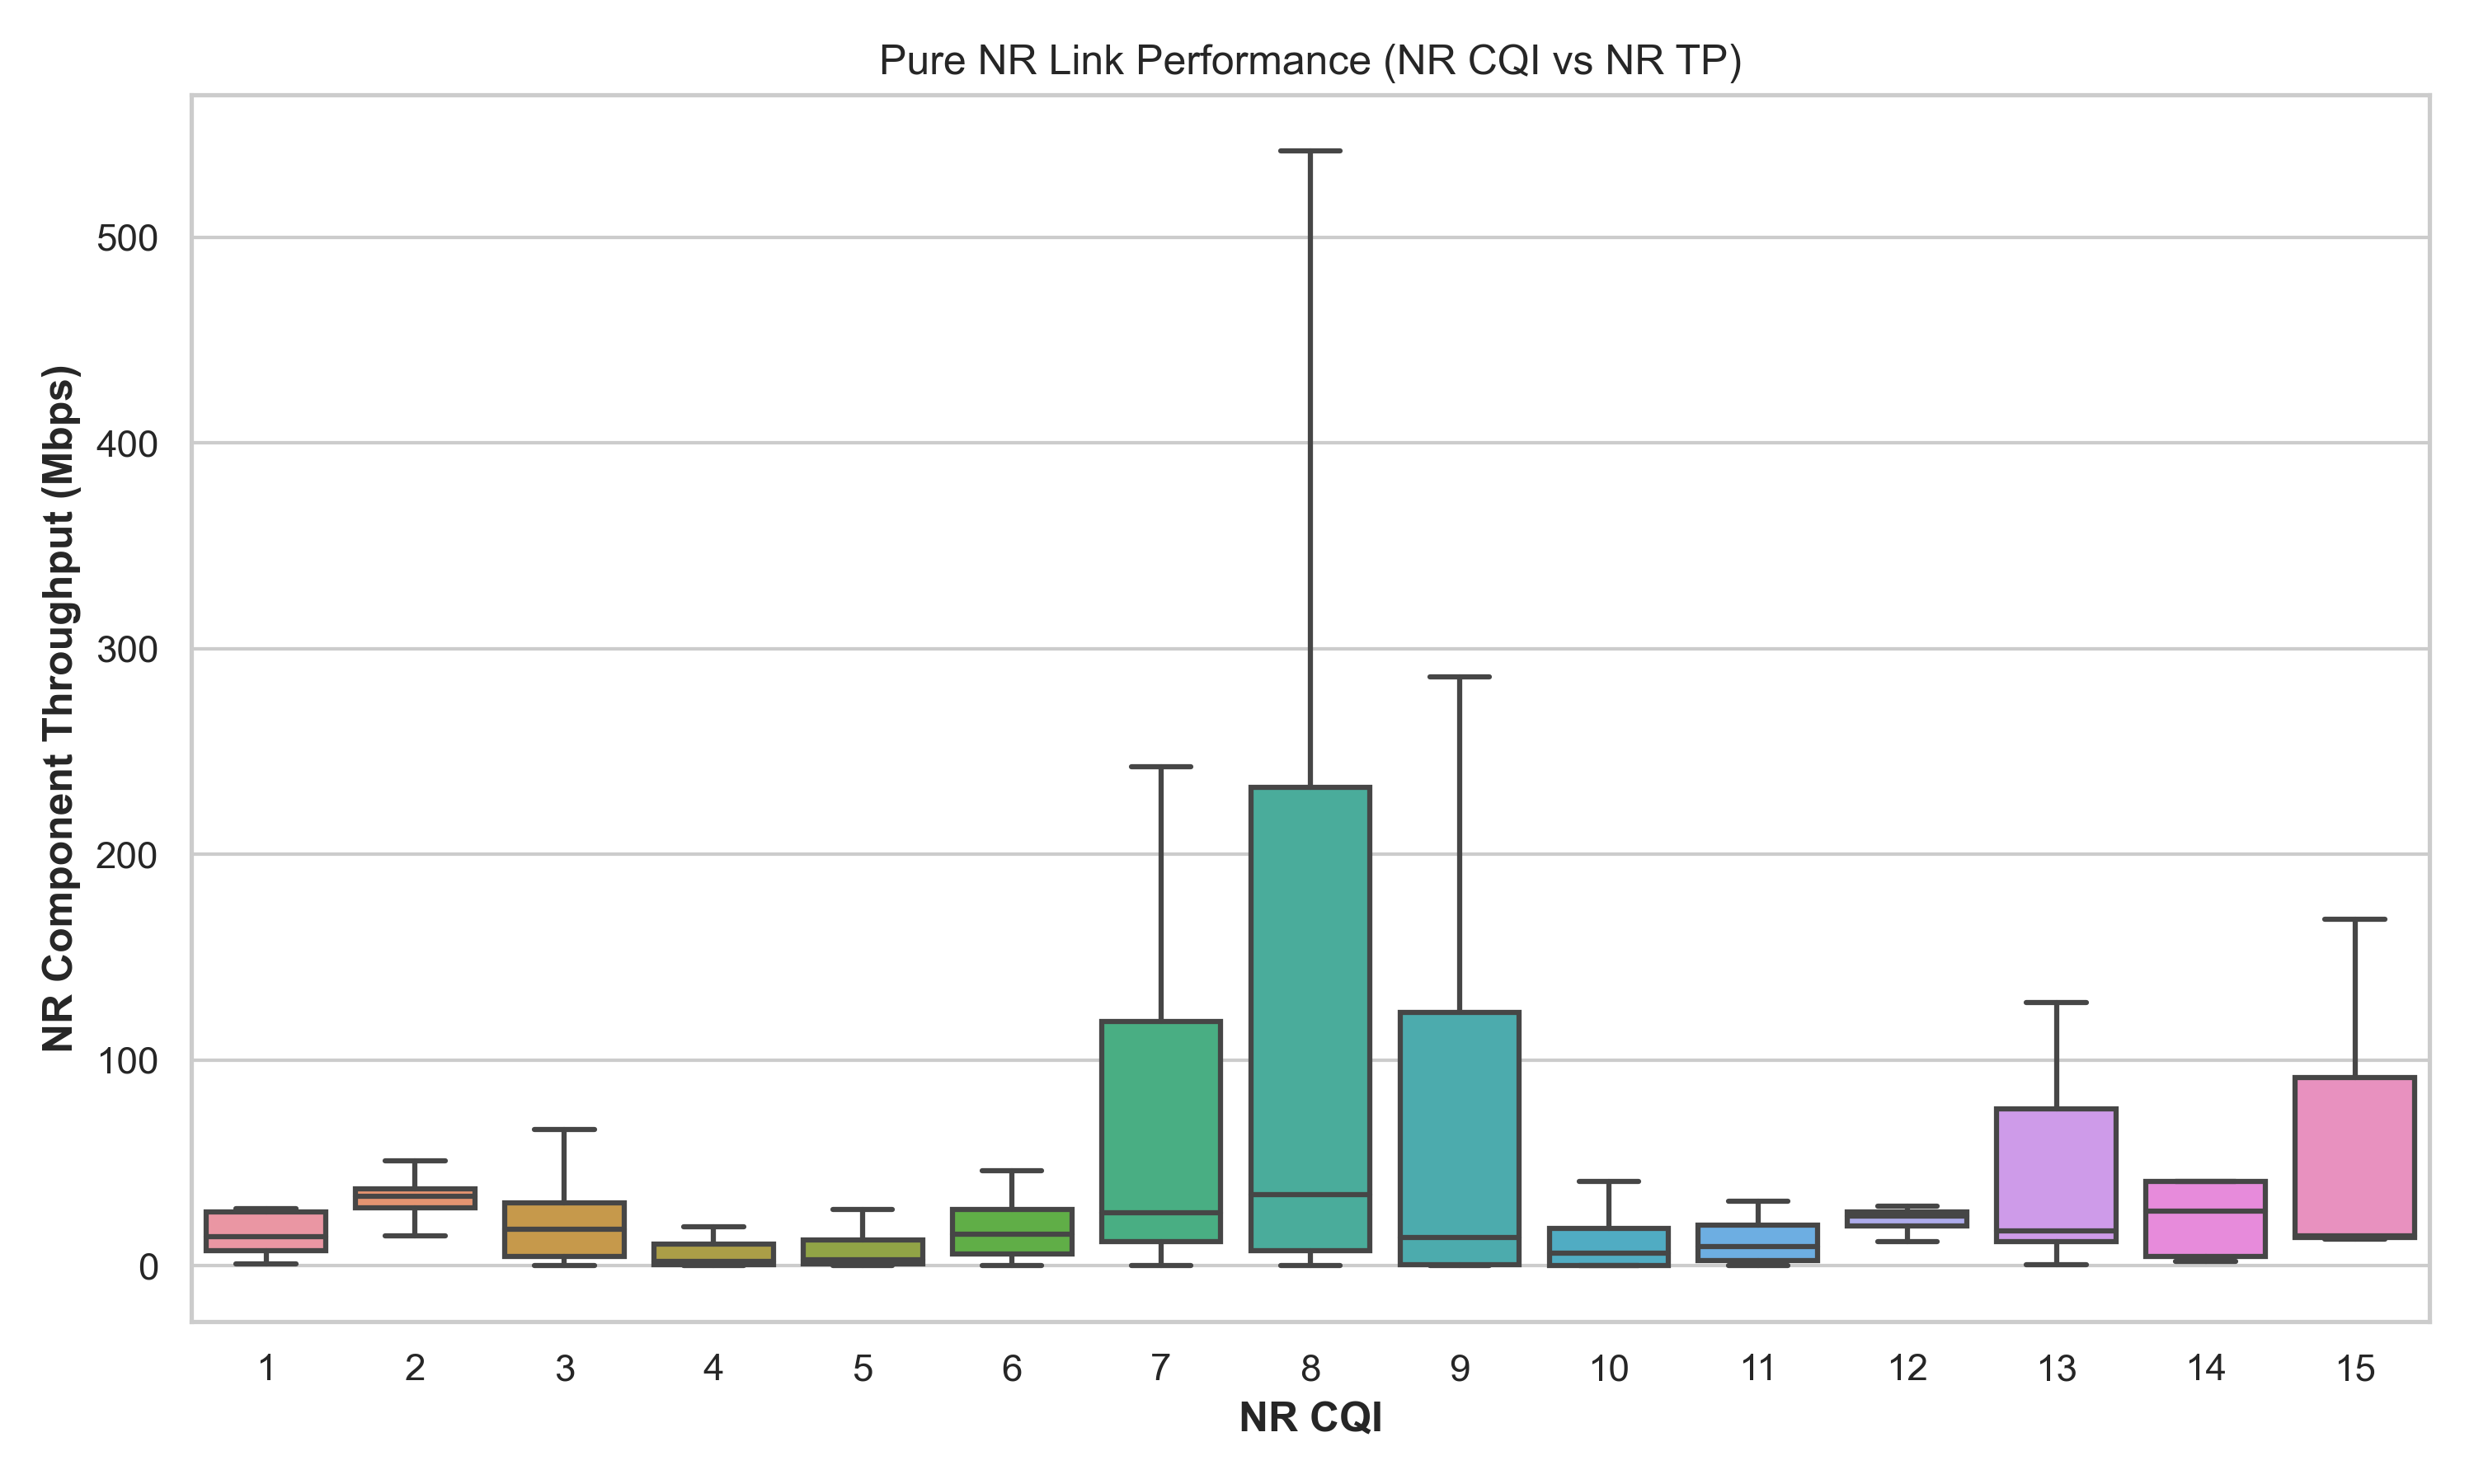 Pure NR Link Performance (NR CQI vs NR TP)
NR Component Throughput (Mbps)
500
400
300
200
100
0
1 2 3 4 5 6 7 8 9 10 11 12 13 14 15
NR CQI